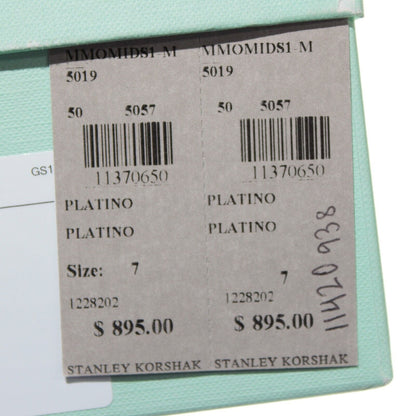 MMOMIDS1-M
5019
50 5057
11370650
PLATINO
PLATINO
Size: 7
1228202
$ 895.00
STANLEY KORSHAK
MMOMIDS1-M
5019
50 5057
11370650
PLATINO
PLATINO
7
1228202
$ 895.00
STANLEY KORSHAK
11420938
GS1